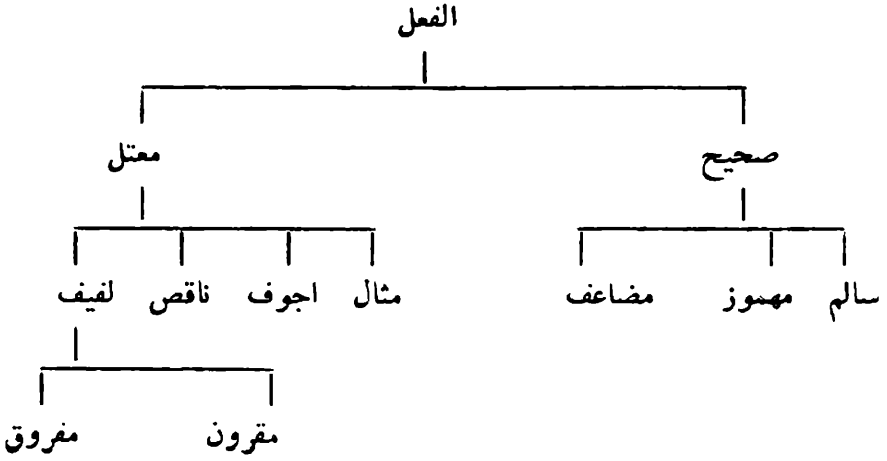 الفعل
صحيح معتل
سالم مهموز مضاعف مثال اجوف ناقص لفيف
مقرون مفروق